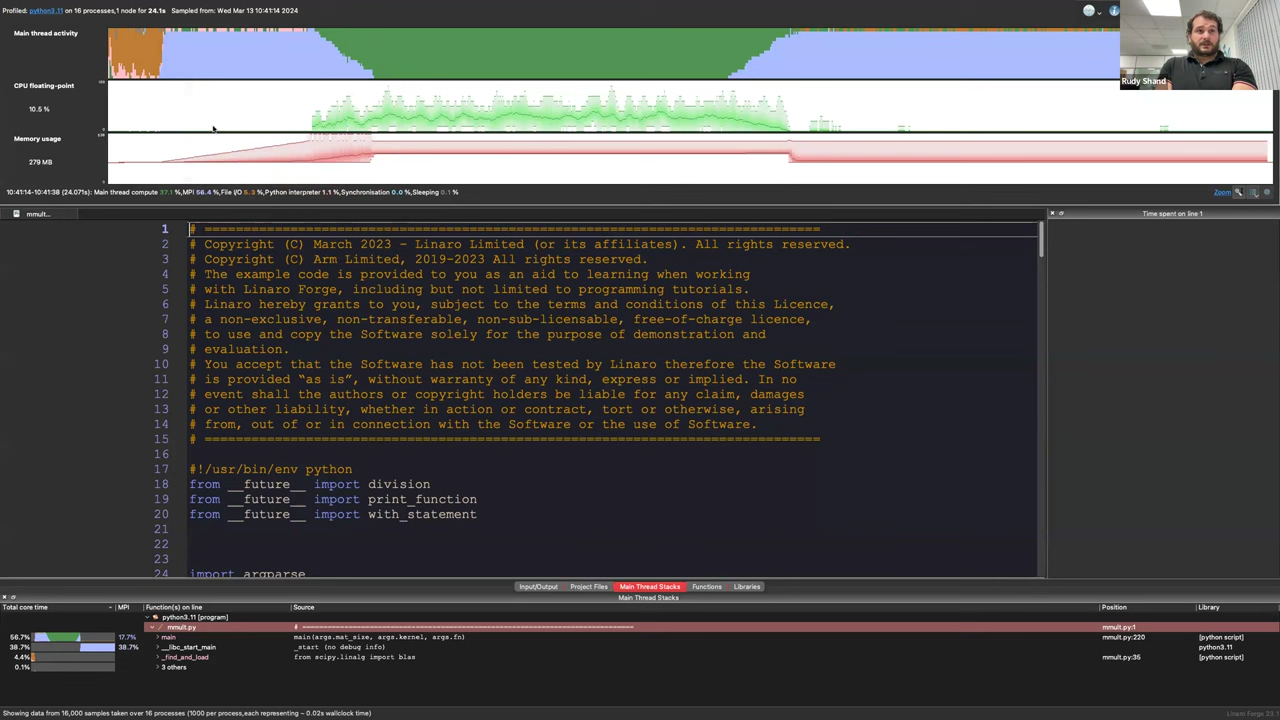 Profiled: python3.11 on 16 processes,1 node for 24.1s Sampled from: Wed Mar 13 10:41:14 2024
Main thread activity
Rudy Shand
CPU floating-point
10.5 %
Memory usage
279 MB
10:41:14-10:41:38 (24.071s): Main thread compute 37.1 %,MPI 56.4 %,File I/O 5.3 %,Python interpreter 1.1 %,Synchronisation 0.0 %,Sleeping 0.1 %
Zoom
mmult...
Time spent on line 1
1 # ===============================================================================
2 # Copyright (C) March 2023 - Linaro Limited (or its affiliates). All rights reserved.
3 # Copyright (C) Arm Limited, 2019-2023 All rights reserved.
4 # The example code is provided to you as an aid to learning when working
5 # with Linaro Forge, including but not limited to programming tutorials.
6 # Linaro hereby grants to you, subject to the terms and conditions of this Licence,
7 # a non-exclusive, non-transferable, non-sub-licensable, free-of-charge licence,
8 # to use and copy the Software solely for the purpose of demonstration and
9 # evaluation.
10 # You accept that the Software has not been tested by Linaro therefore the Software
11 # is provided “as is”, without warranty of any kind, express or implied. In no
12 # event shall the authors or copyright holders be liable for any claim, damages
13 # or other liability, whether in action or contract, tort or otherwise, arising
14 # from, out of or in connection with the Software or the use of Software.
15 # ===============================================================================
16
17 #!/usr/bin/env python
18 from __future__ import division
19 from __future__ import print_function
20 from __future__ import with_statement
21
22
23
24 import argparse
Input/Output Project Files Main Thread Stacks Functions Libraries
Main Thread Stacks
Total core time MPI Function(s) on line Source Position Library
python3.11 [program]
mmult.py # =============================================================================== mmult.py:1
56.7% 17.7% main main(args.mat_size, args.kernel, args.fn) mmult.py:220 [python script]
38.7% 38.7% __libc_start_main _start (no debug info) python3.11
4.4% _find_and_load from scipy.linalg import blas mmult.py:35 [python script]
0.1% 3 others
Showing data from 16,000 samples taken over 16 processes (1000 per process,each representing ~ 0.02s wallclock time)